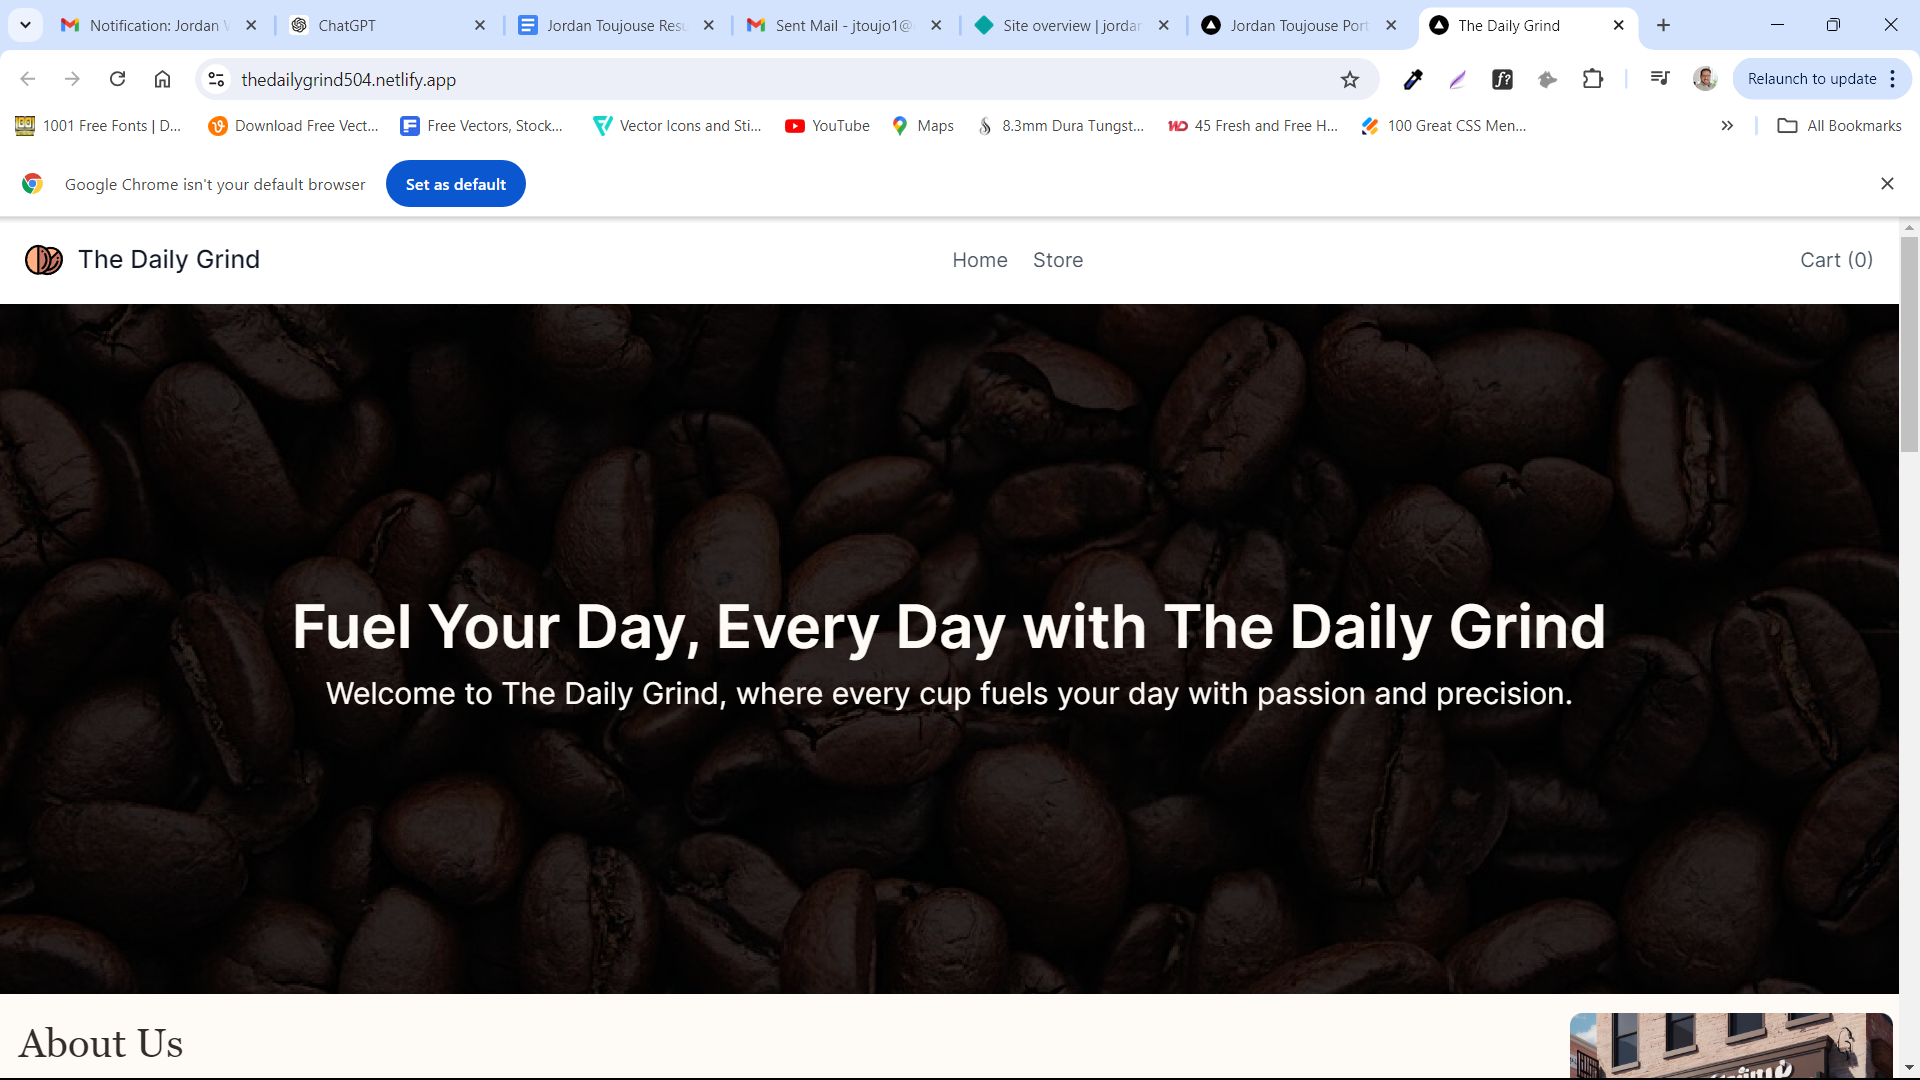 Notification: Jordan
ChatGPT
Jordan Toujouse Resu
Sent Mail - jtoujo1@
Site overview | jordan
Jordan Toujouse Port
The Daily Grind
thedailygrind504.netlify.app
Relaunch to update
1001 Free Fonts | D...
Download Free Vect...
Free Vectors, Stock...
Vector Icons and Sti...
YouTube
Maps
8.3mm Dura Tungst...
45 Fresh and Free H...
100 Great CSS Men...
All Bookmarks
Google Chrome isn't your default browser
Set as default
The Daily Grind
Home
Store
Cart (0)
Fuel Your Day, Every Day with The Daily Grind
Welcome to The Daily Grind, where every cup fuels your day with passion and precision.
About Us